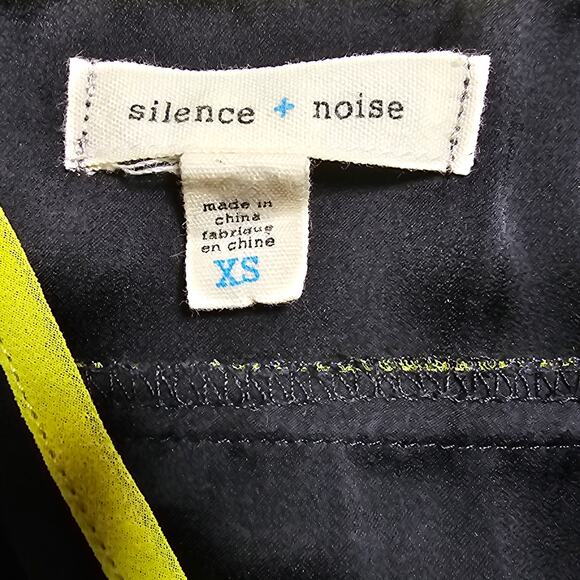 silence + noise
made in
china
fabriqué
en chine
XS